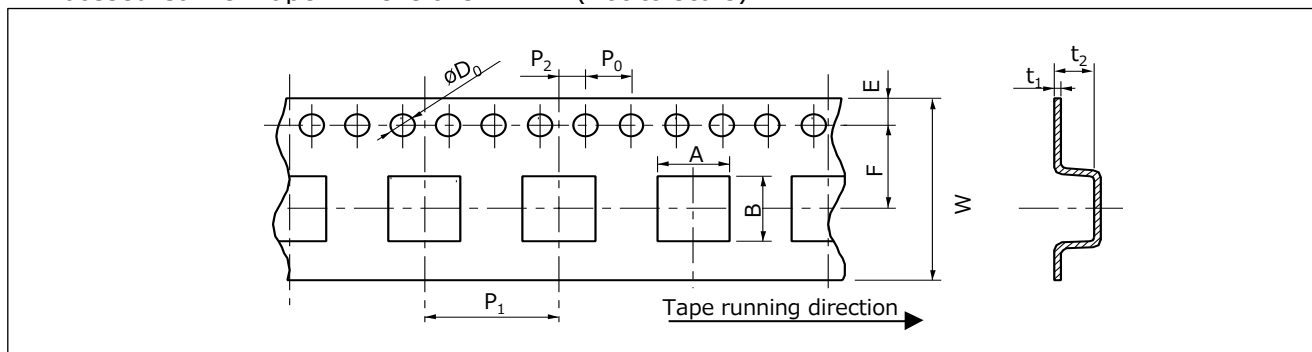 P₂ P₀
øD₀
t₂
t₁
E
A
F
B
W
P₁
Tape running direction